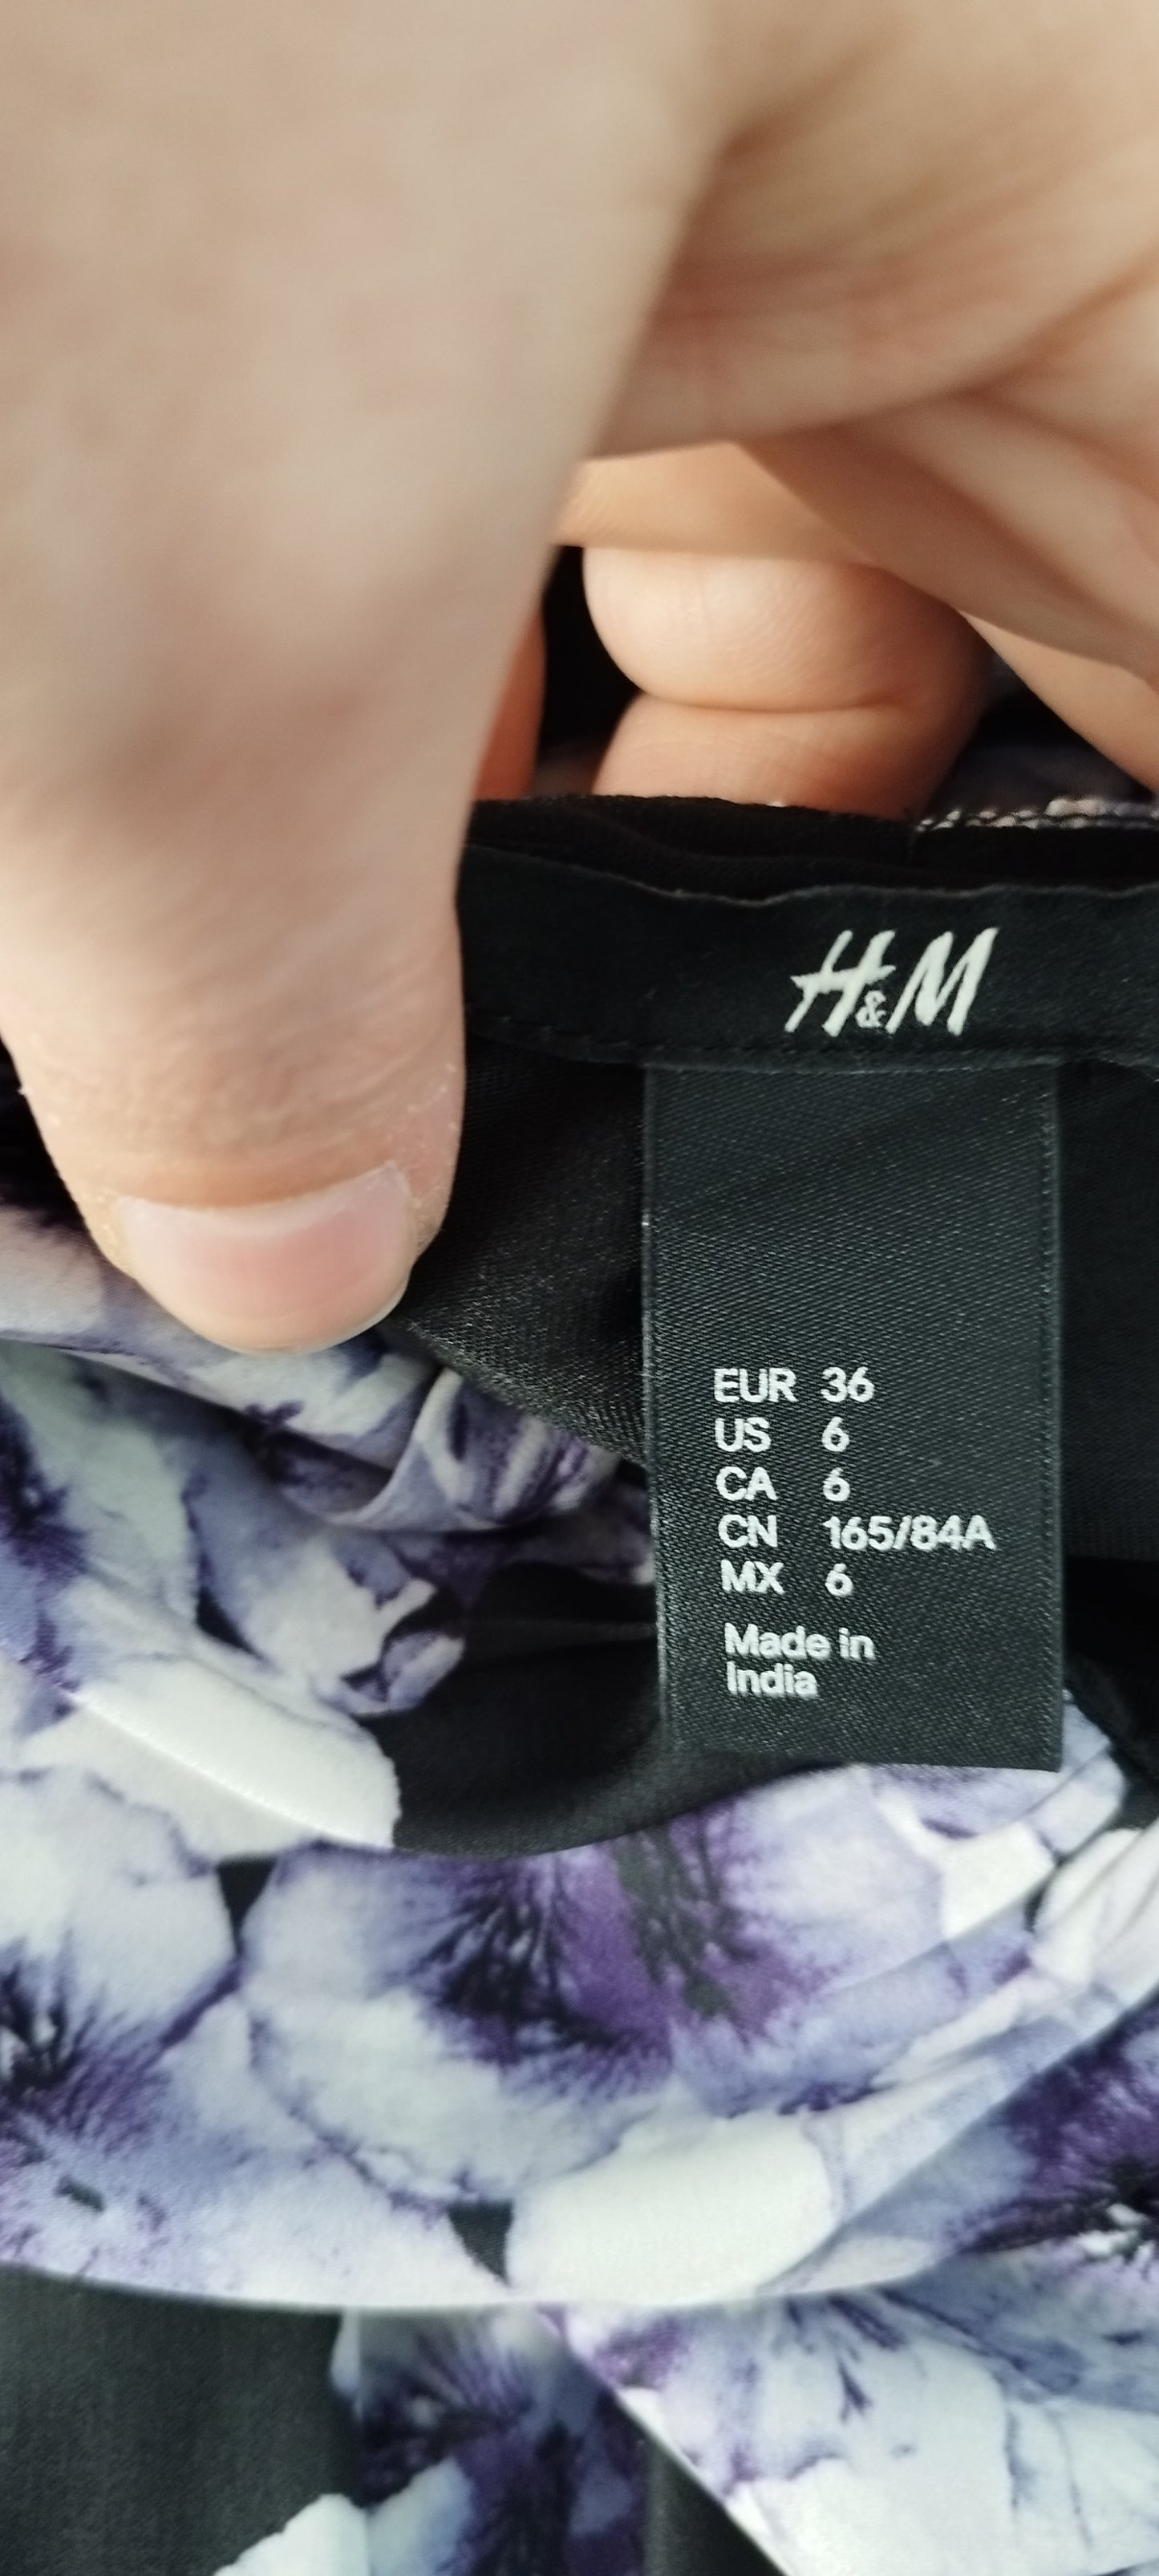 H&M
EUR 36
US 6
CA 6
CN 165/84A
MX 6
Made in
India